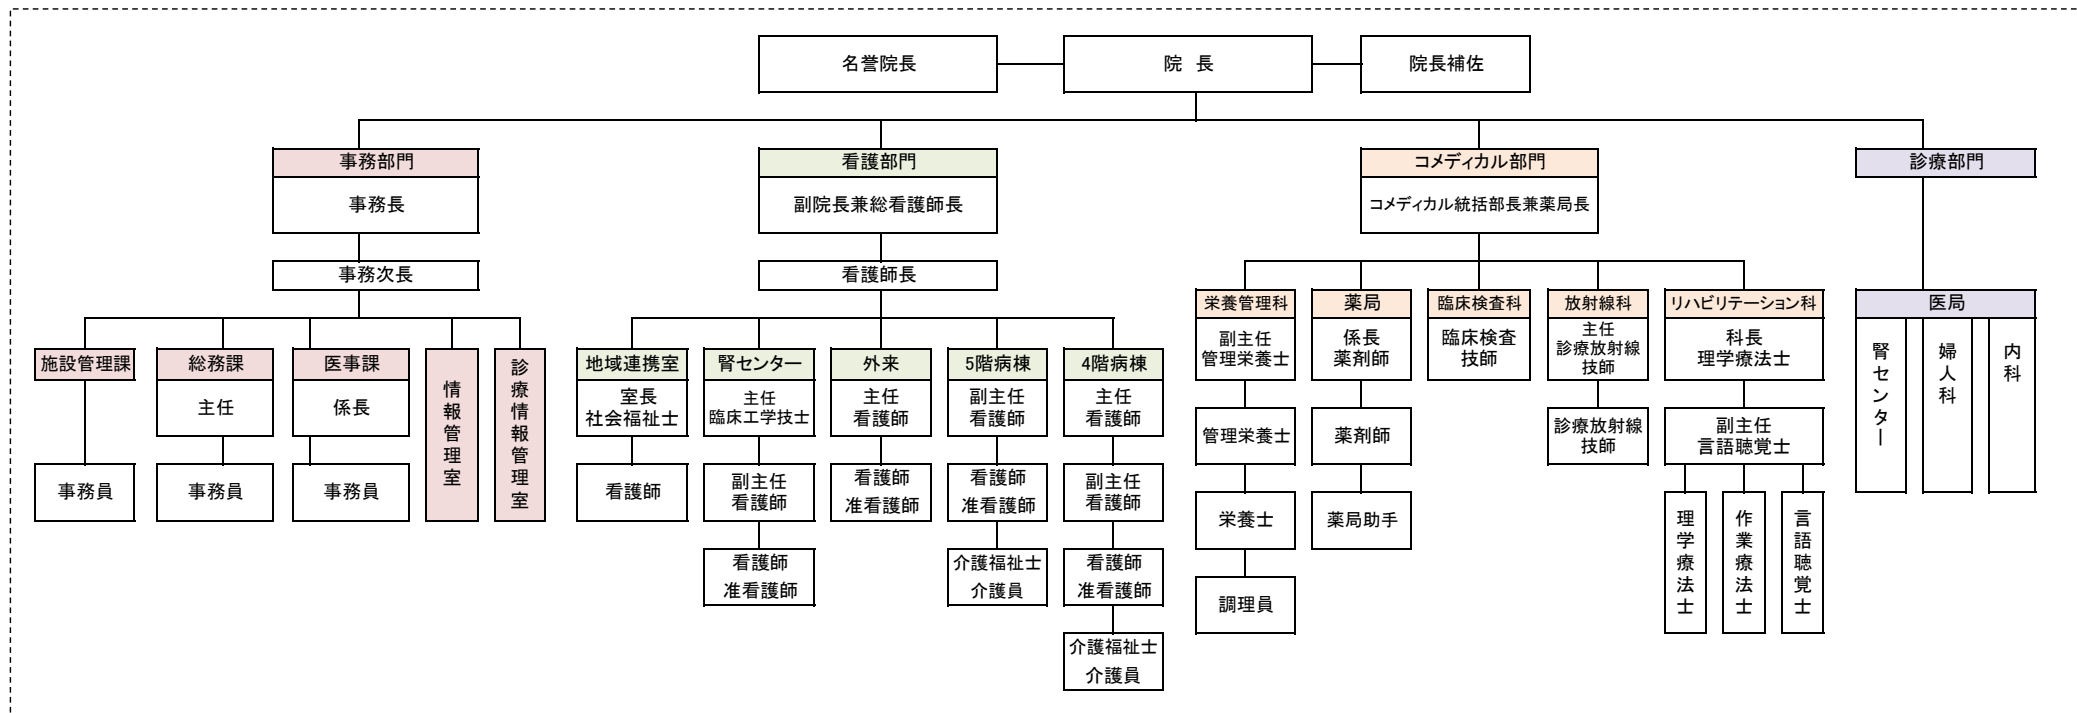 名誉院長
院 長
院長補佐
事務部門
事務長
事務次長
施設管理課
事務員
総務課
主任
事務員
医事課
係長
事務員
情報管理室
診療情報管理室
看護部門
副院長兼総看護師長
看護師長
地域連携室
室長
社会福祉士
看護師
腎センター
主任
臨床工学技士
副主任
看護師
看護師
准看護師
外来
主任
看護師
看護師
准看護師
5階病棟
副主任
看護師
看護師
准看護師
介護福祉士
介護員
4階病棟
主任
看護師
副主任
看護師
看護師
准看護師
介護福祉士
介護員
コメディカル部門
コメディカル統括部長兼薬局長
栄養管理科
副主任
管理栄養士
管理栄養士
栄養士
調理員
薬局
係長
薬剤師
薬剤師
薬局助手
臨床検査科
臨床検査
技師
放射線科
主任
診療放射線
技師
診療放射線
技師
リハビリテーション科
科長
理学療法士
副主任
言語聴覚士
理学療法士
作業療法士
言語聴覚士
診療部門
医局
腎センター
婦人科
内科